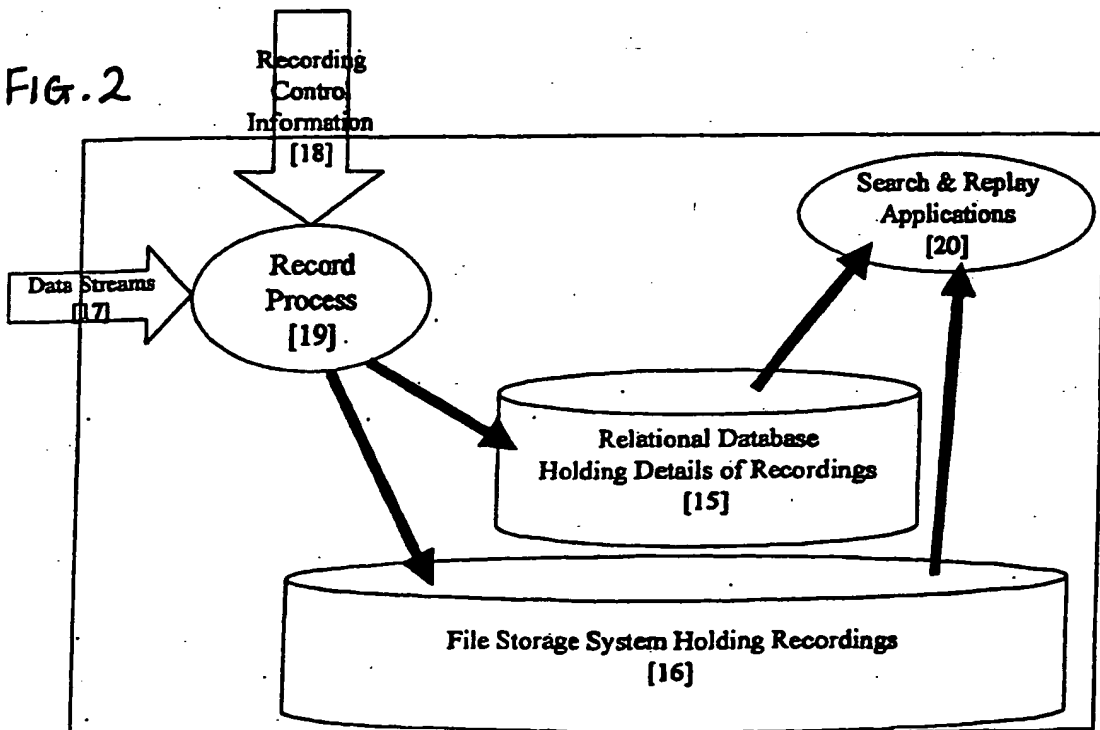 FIG. 2
Recording
Control
Information
[18]
Search & Replay
Applications
[20]
Record
Process
[19]
Data Streams
[17]
Relational Database
Holding Details of Recordings
[15]
File Storage System Holding Recordings
[16]